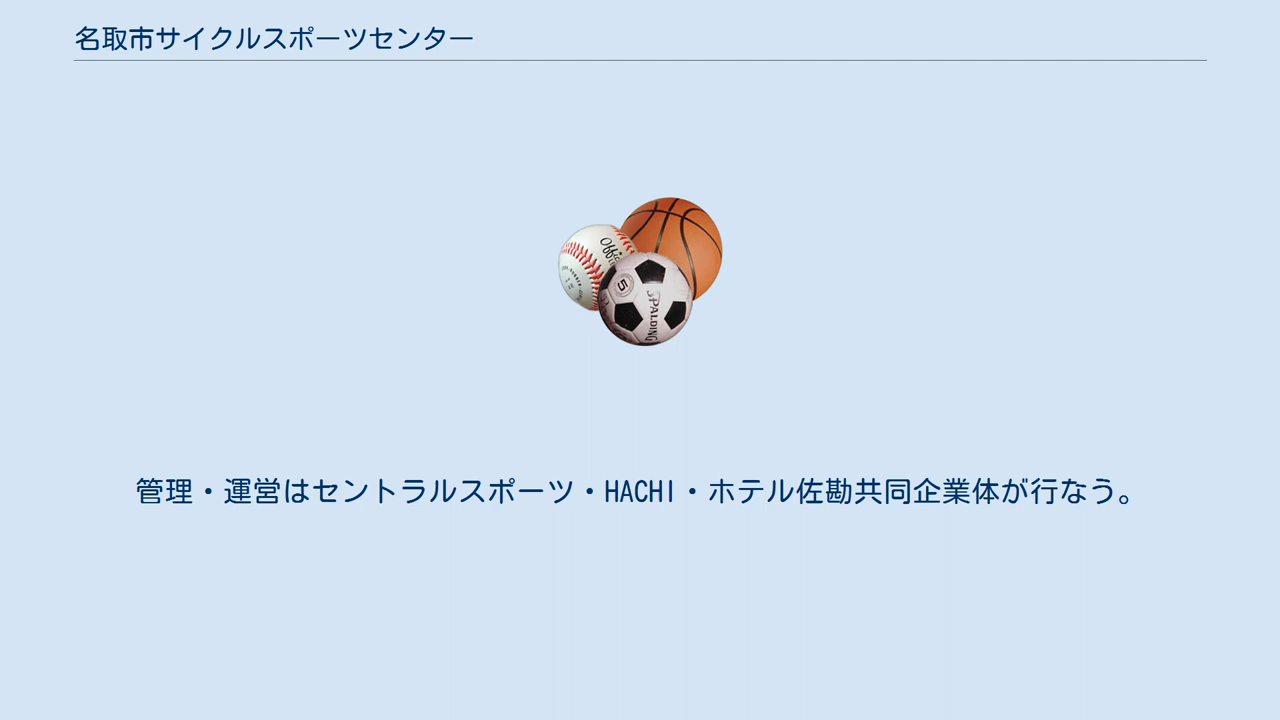 名取市サイクルスポーツセンター
5
SPALDING
管理・運営はセントラルスポーツ・HACHI・ホテル佐勘共同企業体が行なう。